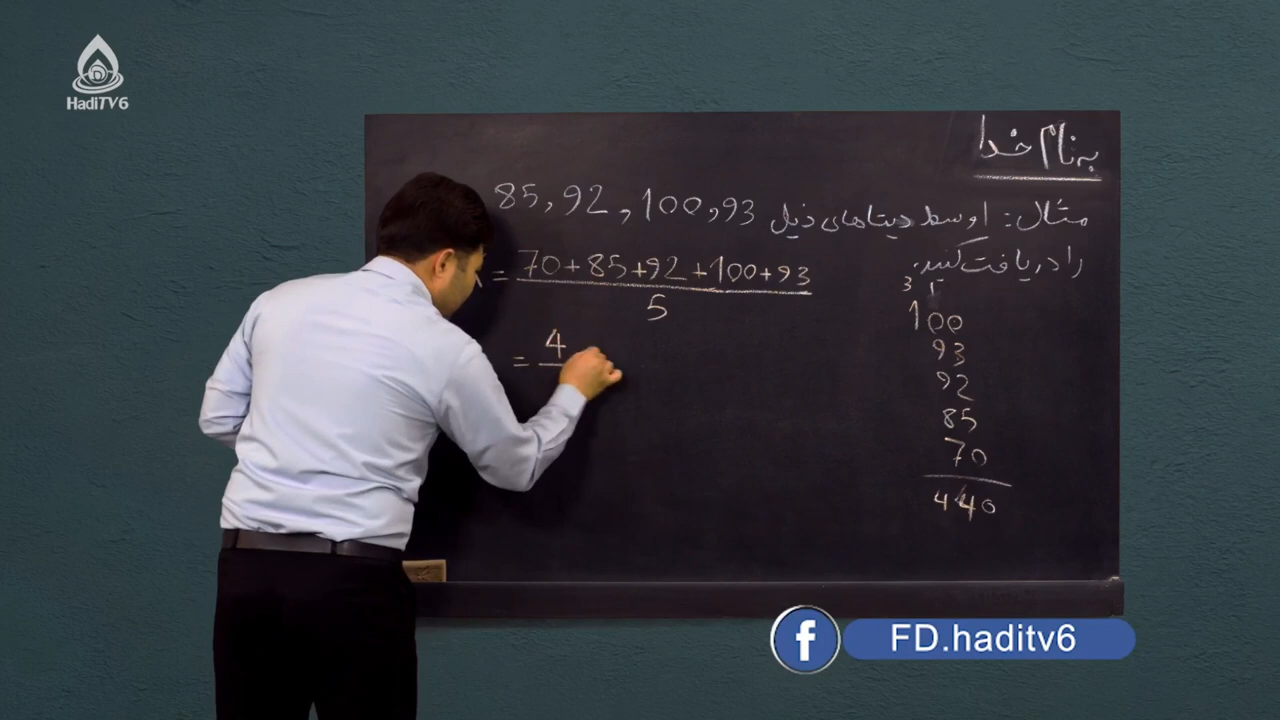 HadiTV6
به نام خدا
مثال: اوسط دیتاهای ذیل 85, 92, 100, 93
را دریافت کنید.
= 70+85+92+100+93
5
= 4
3 1
100
93
92
85
70
440
FD.haditv6